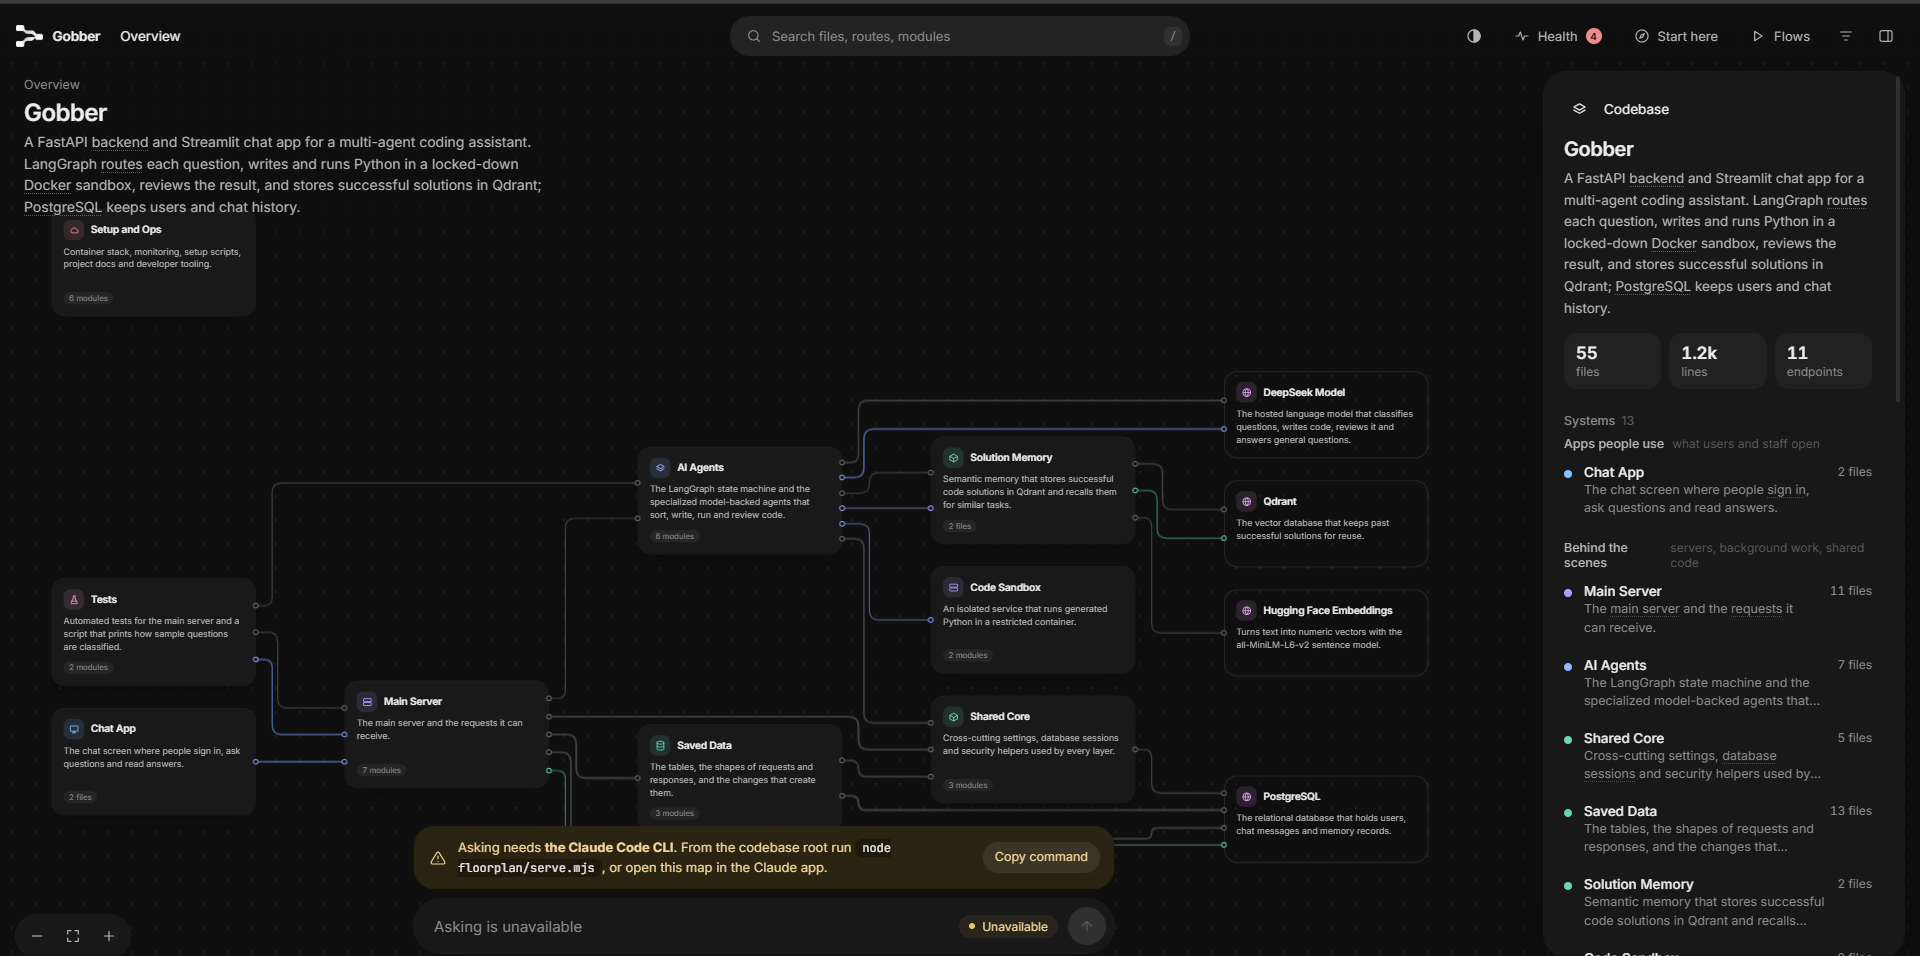 Gobber Overview
Search files, routes, modules /
Health 4
Start here
Flows
Overview
Gobber
A FastAPI backend and Streamlit chat app for a multi-agent coding assistant.
LangGraph routes each question, writes and runs Python in a locked-down
Docker sandbox, reviews the result, and stores successful solutions in Qdrant;
PostgreSQL keeps users and chat history.
Setup and Ops
Container stack, monitoring, setup scripts,
project docs and developer tooling.
6 modules
Tests
Automated tests for the main server and a
script that prints how sample questions
are classified.
2 modules
Chat App
The chat screen where people sign in, ask
questions and read answers.
2 files
Main Server
The main server and the requests it can
receive.
7 modules
AI Agents
The LangGraph state machine and the
specialized model-backed agents that
sort, write, run and review code.
6 modules
Saved Data
The tables, the shapes of requests and
responses, and the changes that create
them.
3 modules
Solution Memory
Semantic memory that stores successful
code solutions in Qdrant and recalls them
for similar tasks.
2 files
Code Sandbox
An isolated service that runs generated
Python in a restricted container.
2 modules
Shared Core
Cross-cutting settings, database sessions
and security helpers used by every layer.
3 modules
DeepSeek Model
The hosted language model that classifies
questions, writes code, reviews it and
answers general questions.
Qdrant
The vector database that keeps past
successful solutions for reuse.
Hugging Face Embeddings
Turns text into numeric vectors with the
all-MiniLM-L6-v2 sentence model.
PostgreSQL
The relational database that holds users,
chat messages and memory records.
Asking needs the Claude Code CLI. From the codebase root run node
floorplan/serve.mjs , or open this map in the Claude app.
Copy command
Asking is unavailable
Unavailable
Codebase
Gobber
A FastAPI backend and Streamlit chat app for a
multi-agent coding assistant. LangGraph routes
each question, writes and runs Python in a
locked-down Docker sandbox, reviews the
result, and stores successful solutions in
Qdrant; PostgreSQL keeps users and chat
history.
55 files
1.2k lines
11 endpoints
Systems 13
Apps people use what users and staff open
Chat App 2 files
The chat screen where people sign in,
ask questions and read answers.
Behind the scenes
servers, background work, shared code
Main Server 11 files
The main server and the requests it
can receive.
AI Agents 7 files
The LangGraph state machine and the
specialized model-backed agents that...
Shared Core 5 files
Cross-cutting settings, database
sessions and security helpers used by...
Saved Data 13 files
The tables, the shapes of requests and
responses, and the changes that...
Solution Memory 2 files
Semantic memory that stores successful
code solutions in Qdrant and recalls...